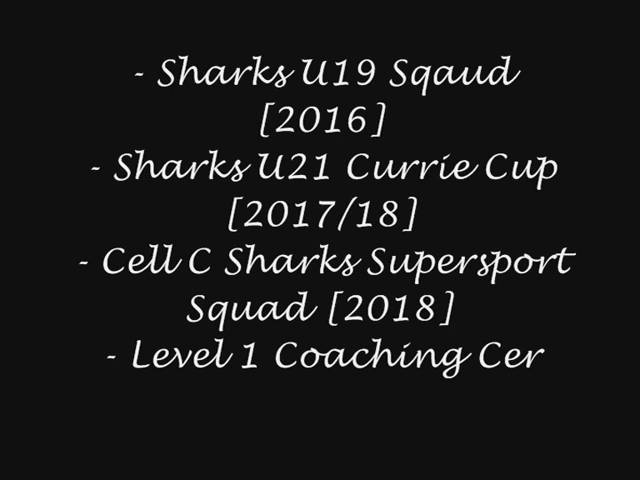 - Sharks U19 Sqaud
[2016]
- Sharks U21 Currie Cup
[2017/18]
- Cell C Sharks Supersport
Squad [2018]
- Level 1 Coaching Cer